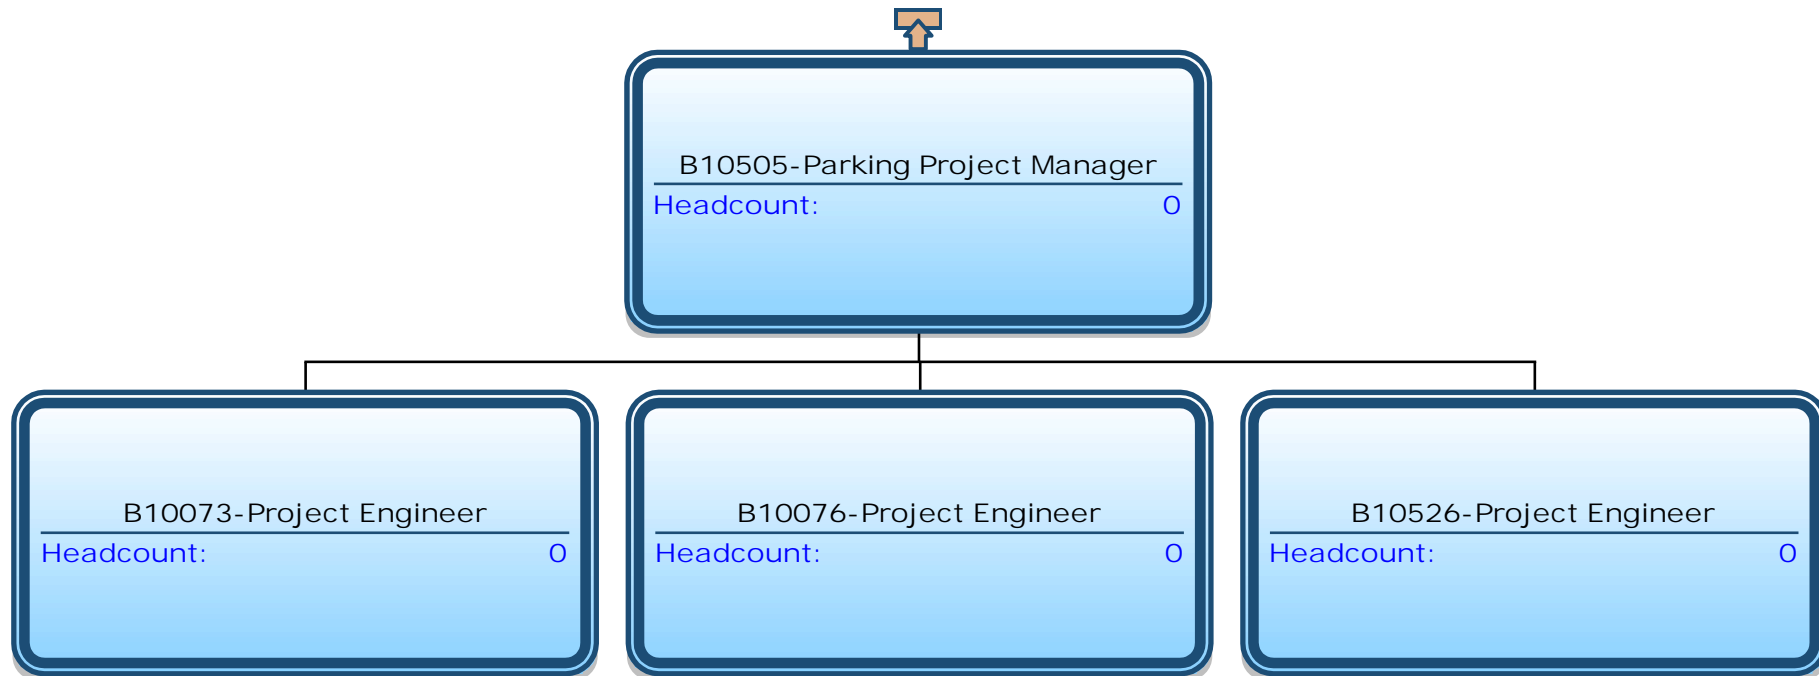 B10505-Parking Project Manager
Headcount: 0
B10073-Project Engineer
Headcount: 0
B10076-Project Engineer
Headcount: 0
B10526-Project Engineer
Headcount: 0